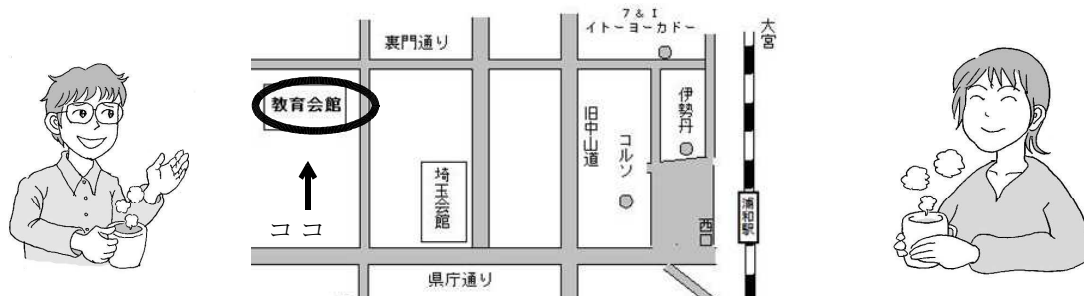 7 & I
イトーヨーカドー
大宮
裏門通り
教育会館
伊勢丹
旧中山道
コルソ
埼玉会館
ココ
浦和駅
西口
県庁通り